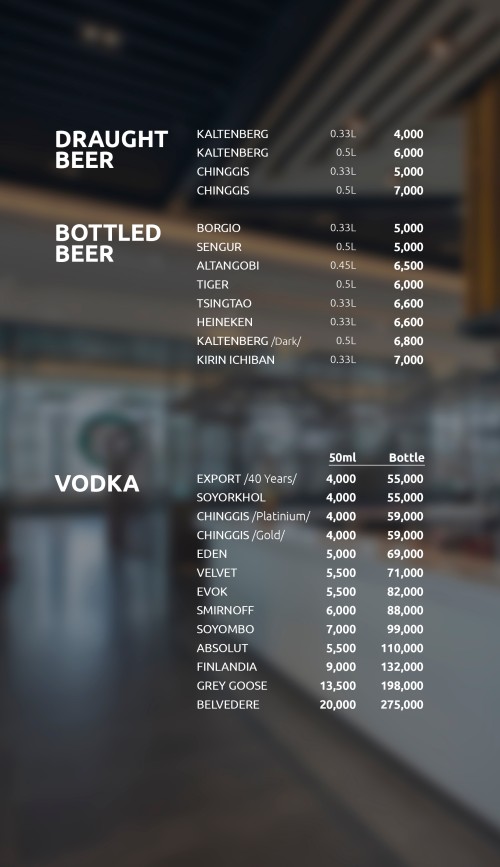 DRAUGHT
BEER
KALTENBERG 0.33L 4,000
KALTENBERG 0.5L 6,000
CHINGGIS 0.33L 5,000
CHINGGIS 0.5L 7,000
BOTTLED
BEER
BORGIO 0.33L 5,000
SENGUR 0.5L 5,000
ALTANGOBI 0.45L 6,500
TIGER 0.5L 6,000
TSINGTAO 0.33L 6,600
HEINEKEN 0.33L 6,600
KALTENBERG /Dark/ 0.5L 6,800
KIRIN ICHIBAN 0.33L 7,000
50ml Bottle
VODKA
EXPORT /40 Years/ 4,000 55,000
SOYORKHOL 4,000 55,000
CHINGGIS /Platinium/ 4,000 59,000
CHINGGIS /Gold/ 4,000 59,000
EDEN 5,000 69,000
VELVET 5,500 71,000
EVOK 5,500 82,000
SMIRNOFF 6,000 88,000
SOYOMBO 7,000 99,000
ABSOLUT 5,500 110,000
FINLANDIA 9,000 132,000
GREY GOOSE 13,500 198,000
BELVEDERE 20,000 275,000